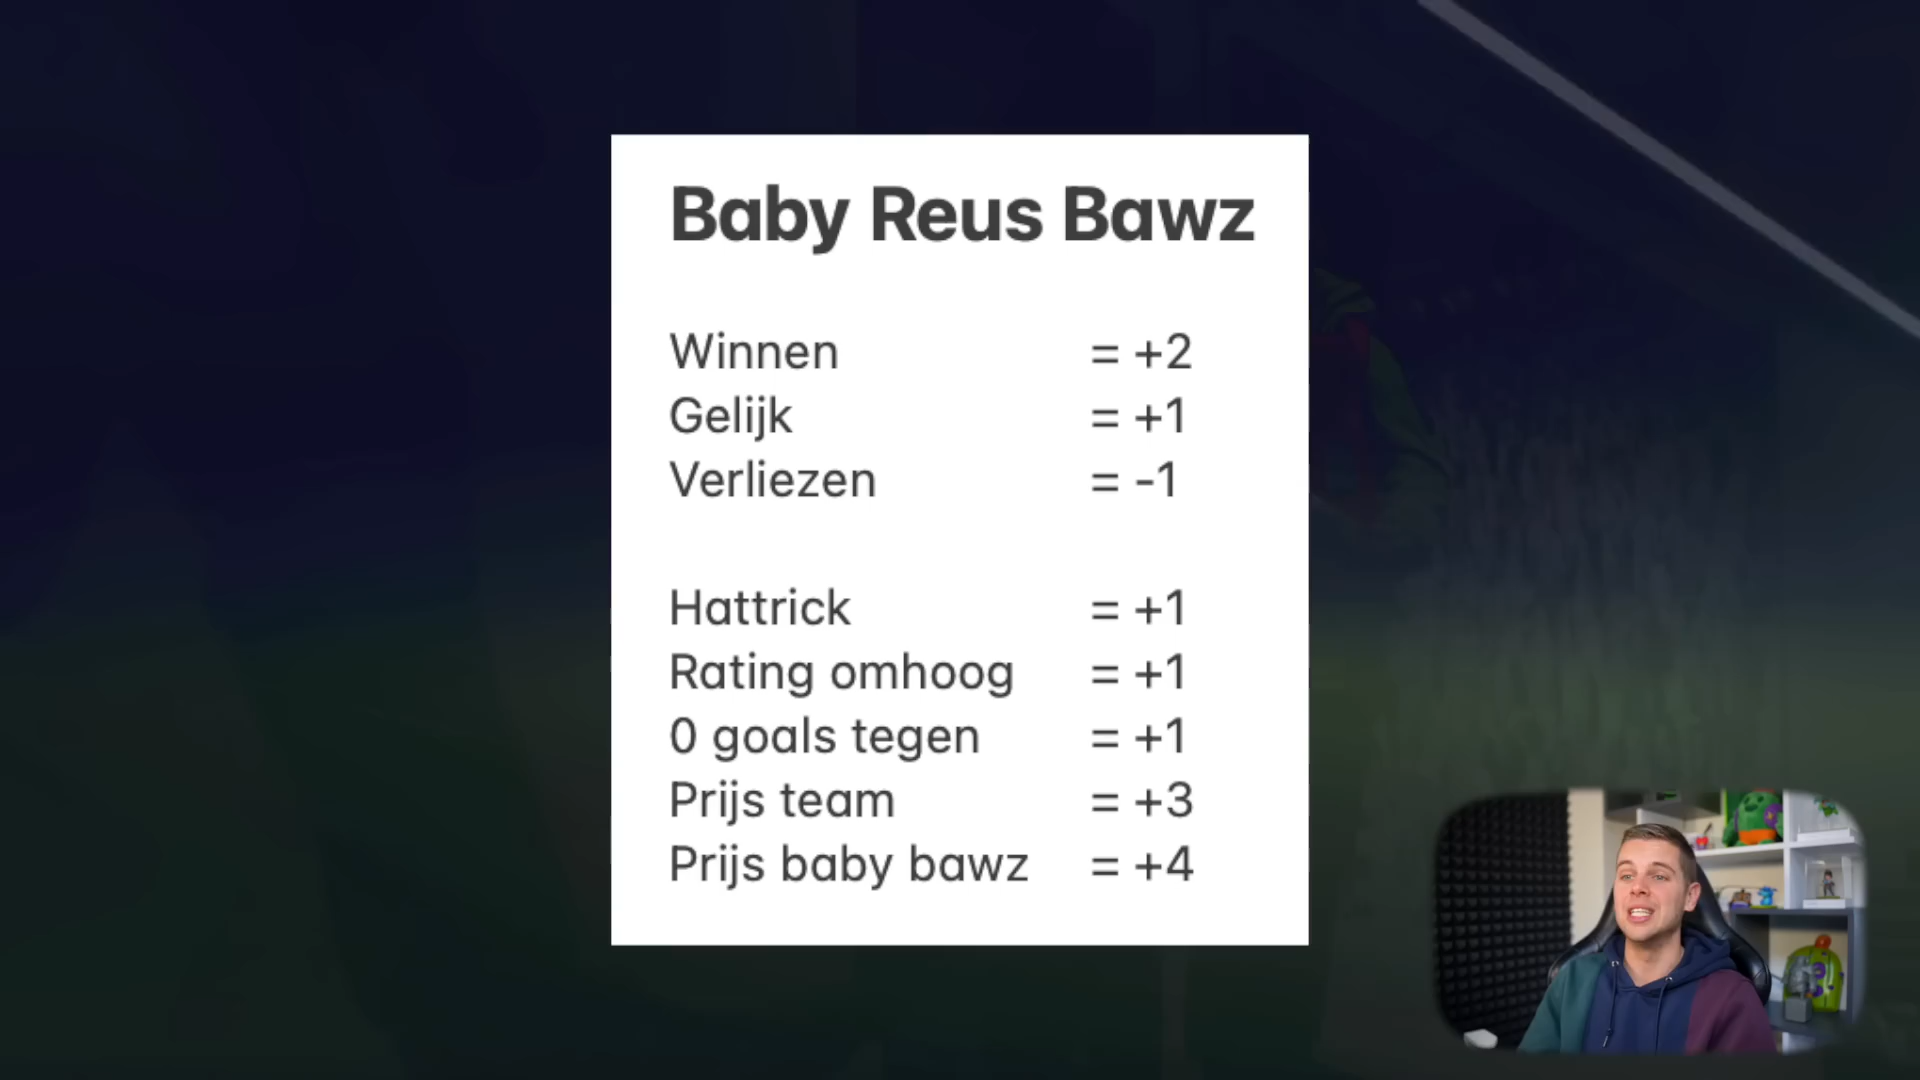 Baby Reus Bawz
Winnen = +2
Gelijk = +1
Verliezen = -1
Hattrick = +1
Rating omhoog = +1
0 goals tegen = +1
Prijs team = +3
Prijs baby bawz = +4